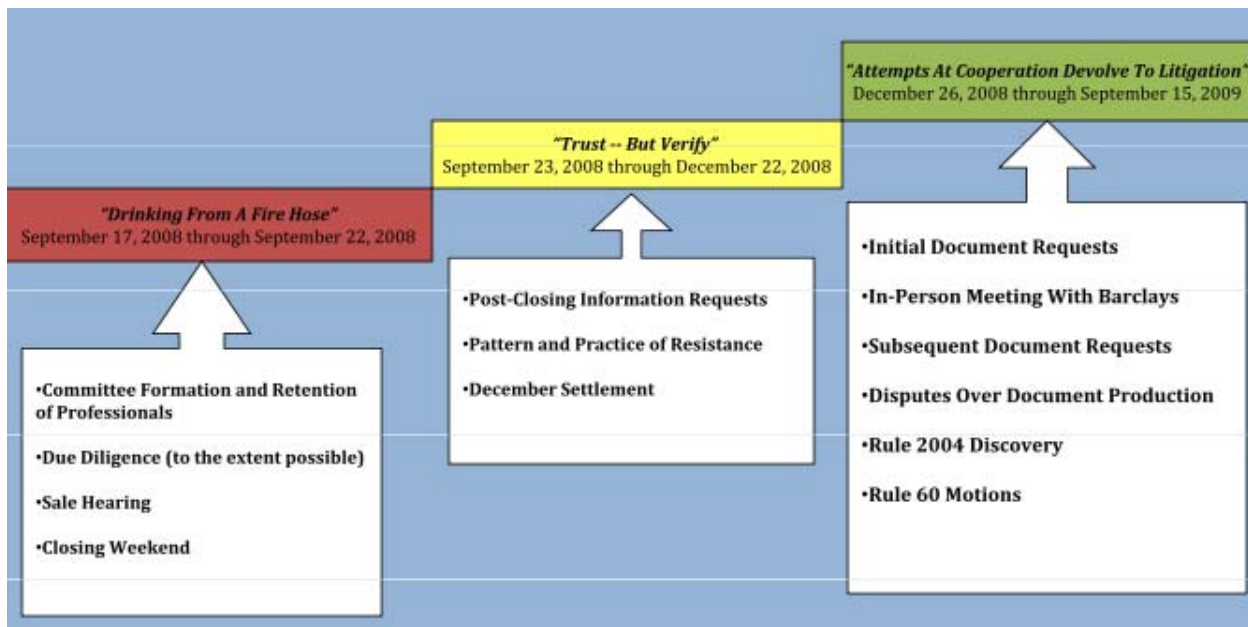 “Drinking From A Fire Hose”
September 17, 2008 through September 22, 2008
•Committee Formation and Retention
of Professionals
•Due Diligence (to the extent possible)
•Sale Hearing
•Closing Weekend
“Trust -- But Verify”
September 23, 2008 through December 22, 2008
•Post-Closing Information Requests
•Pattern and Practice of Resistance
•December Settlement
“Attempts At Cooperation Devolve To Litigation”
December 26, 2008 through September 15, 2009
•Initial Document Requests
•In-Person Meeting With Barclays
•Subsequent Document Requests
•Disputes Over Document Production
•Rule 2004 Discovery
•Rule 60 Motions